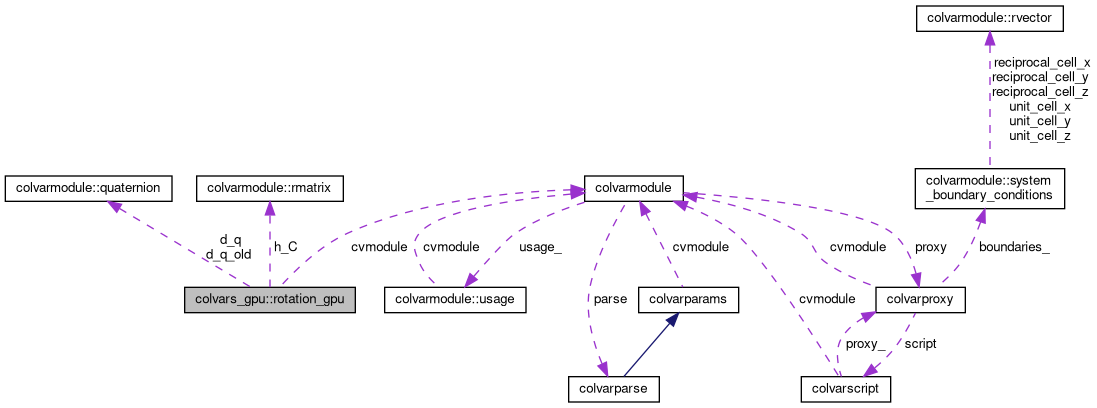 colvarmodule::rvector
reciprocal_cell_x
reciprocal_cell_y
reciprocal_cell_z
unit_cell_x
unit_cell_y
unit_cell_z
colvarmodule::quaternion
colvarmodule::rmatrix
colvarmodule
colvarmodule::system
_boundary_conditions
d_q
d_q_old
h_C
cvmodule
cvmodule
usage_
cvmodule
cvmodule
proxy
boundaries_
colvars_gpu::rotation_gpu
colvarmodule::usage
parse
colvarparams
cvmodule
colvarproxy
proxy_
script
colvarparse
colvarscript